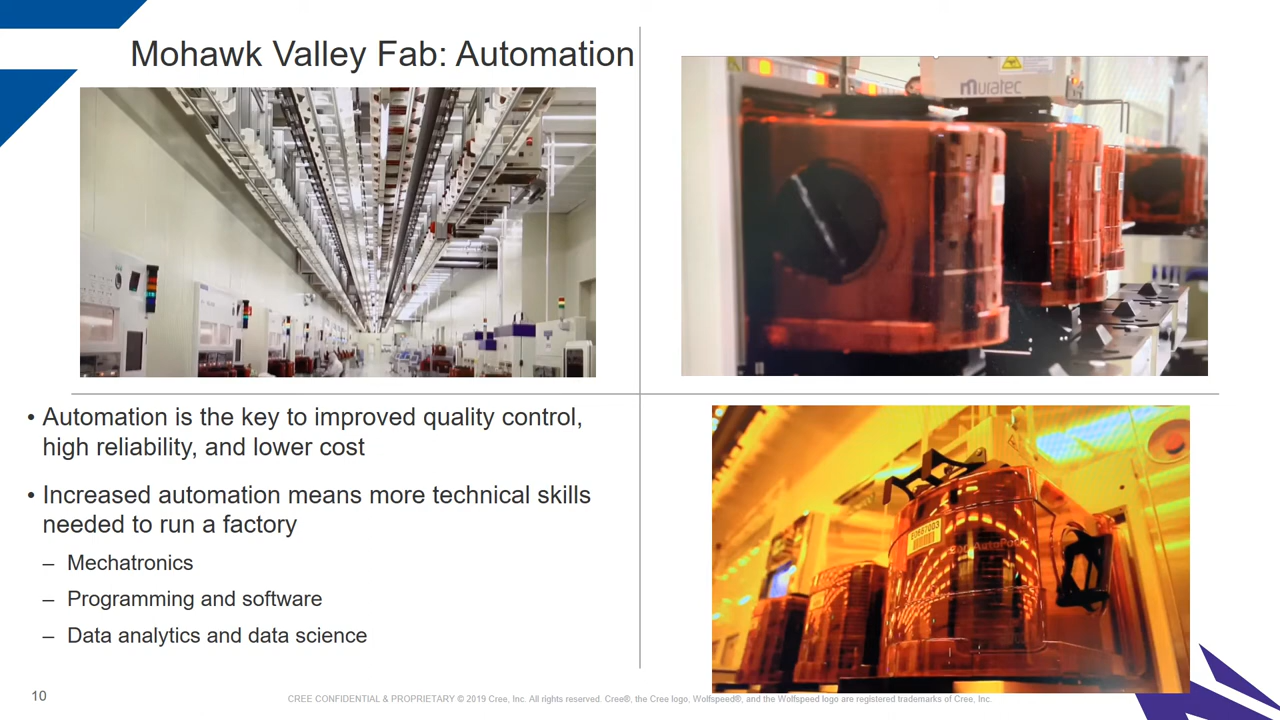 Mohawk Valley Fab: Automation
muratec
• Automation is the key to improved quality control,
high reliability, and lower cost
• Increased automation means more technical skills
needed to run a factory
– Mechatronics
– Programming and software
– Data analytics and data science
10
CREE CONFIDENTIAL & PROPRIETARY © 2019 Cree, Inc. All rights reserved. Cree®, the Cree logo, Wolfspeed®, and the Wolfspeed logo are registered trademarks of Cree, Inc.